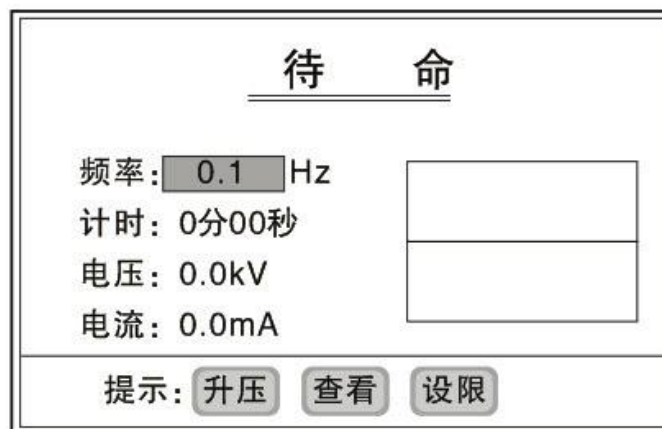 待 命
频率: 0.1 Hz
计时: 0分00秒
电压: 0.0kV
电流: 0.0mA
提示: 升压 查看 设限